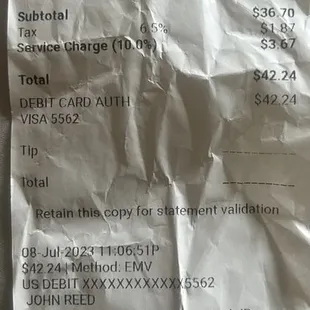 Subtotal $36.70
Tax 6.5% $1.87
Service Charge (10.0%) $3.67
Total $42.24
DEBIT CARD AUTH $42.24
VISA 5562
Tip ___________
Total ___________
Retain this copy for statement validation
08-Jul-2023 11:06:51P
$42.24 | Method: EMV
US DEBIT XXXXXXXXXXXX5562
JOHN REED